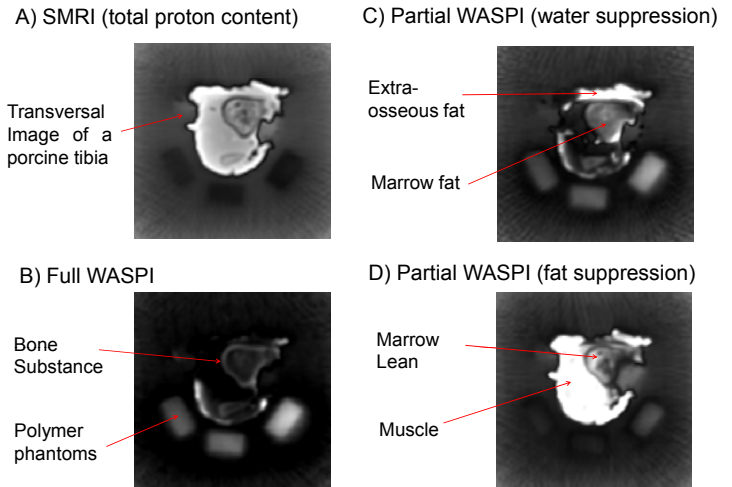 A) SMRI (total proton content)
Transversal
Image of a
porcine tibia
B) Full WASPI
Bone
Substance
Polymer
phantoms
C) Partial WASPI (water suppression)
Extra-
osseous fat
Marrow fat
D) Partial WASPI (fat suppression)
Marrow
Lean
Muscle